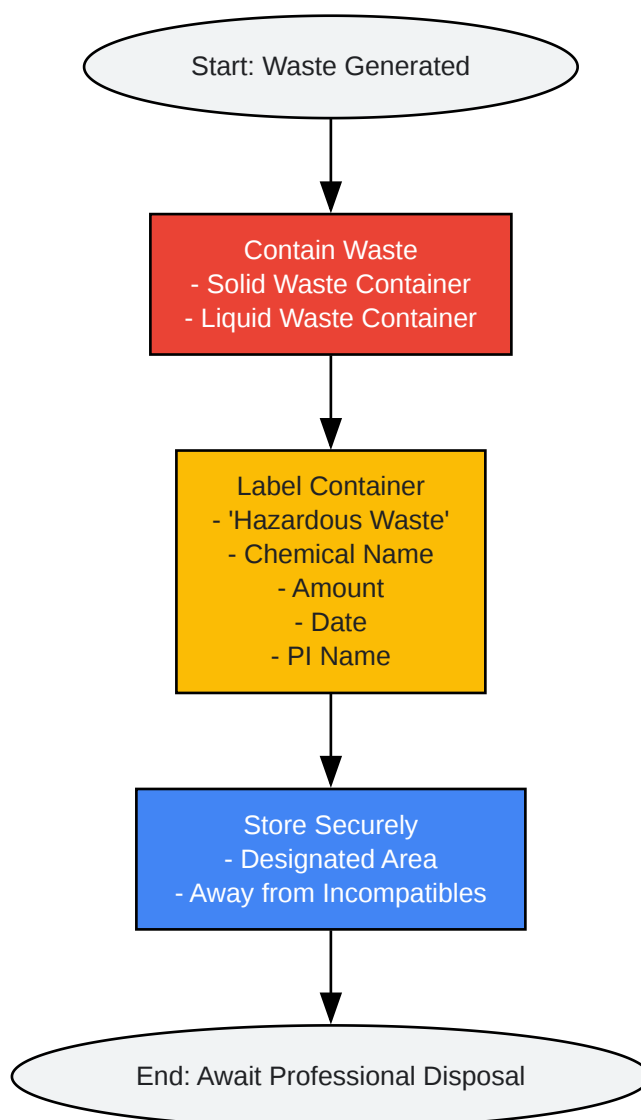 Start: Waste Generated
Contain Waste
- Solid Waste Container
- Liquid Waste Container
Label Container
- 'Hazardous Waste'
- Chemical Name
- Amount
- Date
- PI Name
Store Securely
- Designated Area
- Away from Incompatibles
End: Await Professional Disposal